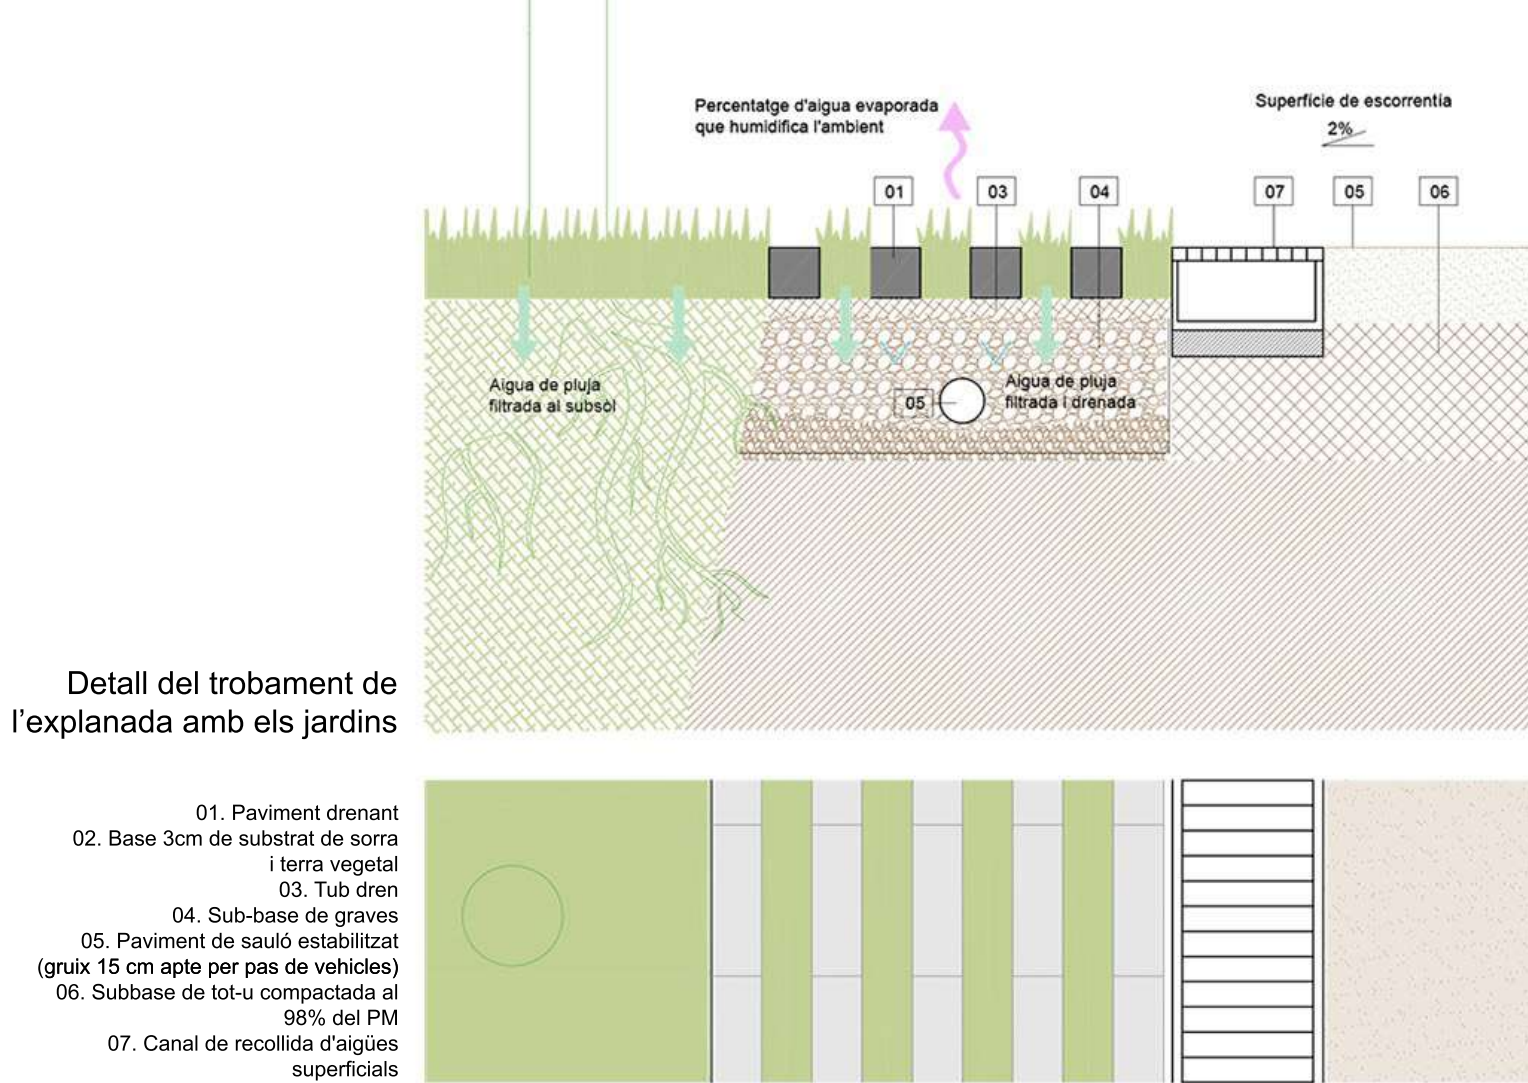 Percentatge d'aigua evaporada
que humidifica l'ambient
Superfície de escorrentía
2%
01
03
04
07
05
06
Aigua de pluja
filtrada al subsòl
05
Aigua de pluja
filtrada i drenada
Detall del trobament de
l’explanada amb els jardins
01. Paviment drenant
02. Base 3cm de substrat de sorra
i terra vegetal
03. Tub dren
04. Sub-base de graves
05. Paviment de sauló estabilitzat
(gruix 15 cm apte per pas de vehicles)
06. Subbase de tot-u compactada al
98% del PM
07. Canal de recollida d'aigües
superficials